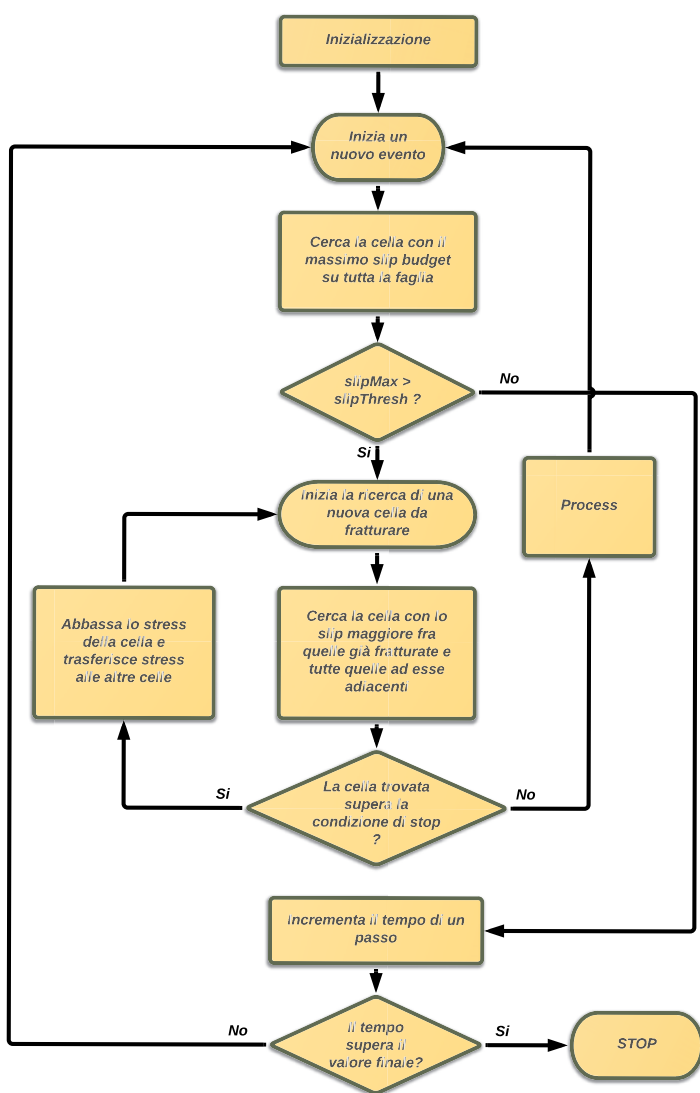 Inizializzazione
Inizia un
nuovo evento
Cerca la cella con il
massimo slip budget
su tutta la faglia
slipMax >
slipThresh ?
No
Si
Inizia la ricerca di una
nuova cella da
fratturare
Process
Abbassa lo stress
della cella e
trasferisce stress
alle altre celle
Cerca la cella con lo
slip maggiore fra
quelle già fratturate e
tutte quelle ad esse
adiacenti
Si
La cella trovata
supera la
condizione di stop
?
No
Incrementa il tempo di un
passo
No
Il tempo
supera il
valore finale?
Si
STOP